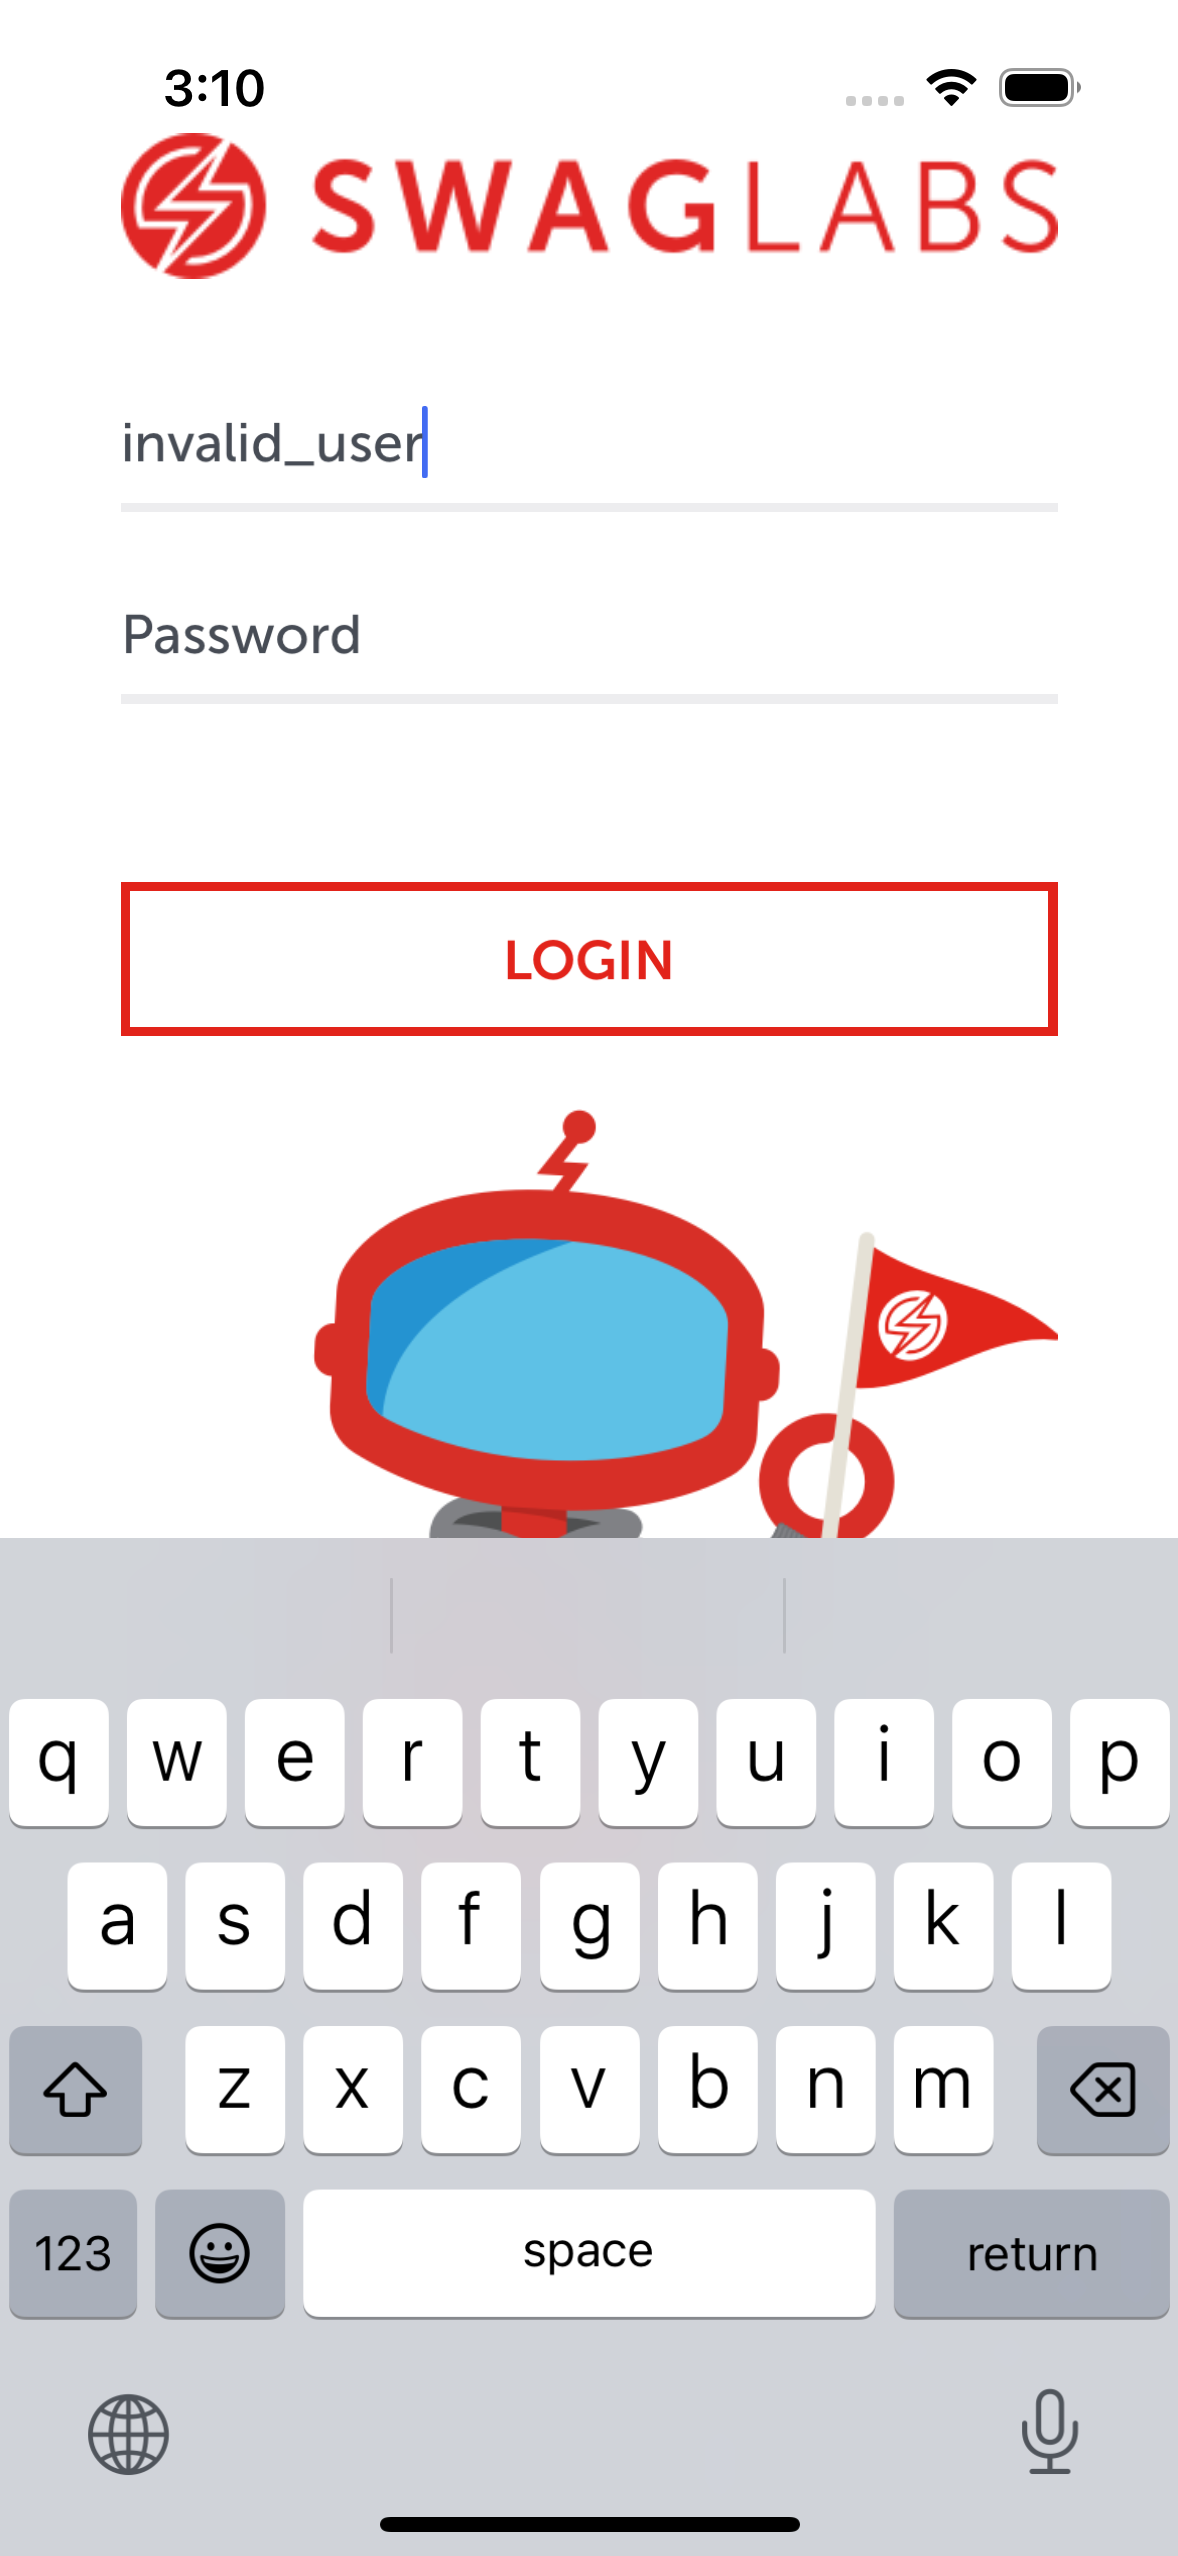 3:10
SWAGLABS
invalid_user
Password
LOGIN
q w e r t y u i o p
a s d f g h j k l
z x c v b n m
123 space return